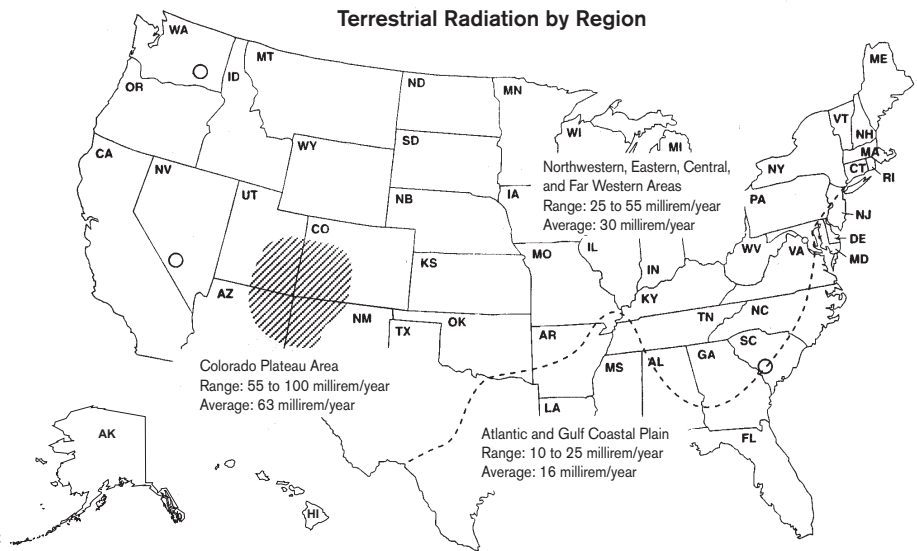 Terrestrial Radiation by Region
WA
MT
ND
MN
ME
OR
ID
SD
WI
MI
VT
NH
MA
CT
RI
NY
CA
NV
WY
IA
Northwestern, Eastern, Central,
and Far Western Areas
Range: 25 to 55 millirem/year
Average: 30 millirem/year
PA
NJ
DE
MD
UT
CO
NB
KS
MO
IL
IN
WV
VA
KY
AZ
NM
TX
OK
AR
TN
NC
SC
MS
AL
GA
LA
FL
Colorado Plateau Area
Range: 55 to 100 millirem/year
Average: 63 millirem/year
Atlantic and Gulf Coastal Plain
Range: 10 to 25 millirem/year
Average: 16 millirem/year
AK
HI